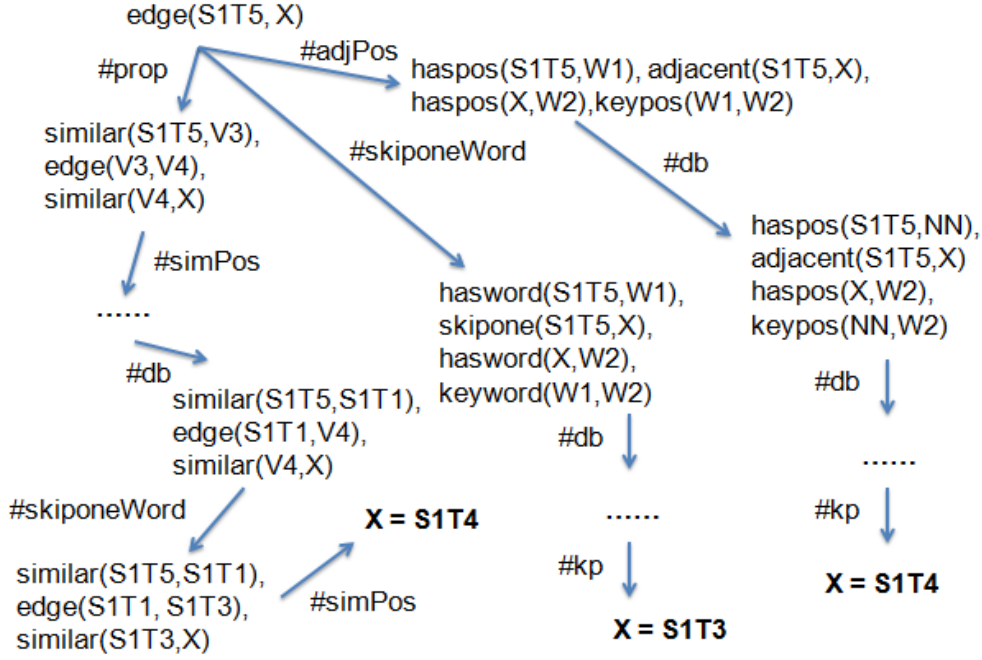 edge(S1T5, X)
#prop
#adjPos
haspos(S1T5,W1), adjacent(S1T5,X),
haspos(X,W2),keypos(W1,W2)
similar(S1T5,V3),
edge(V3,V4),
similar(V4,X)
#skiponeWord
#db
#simPos
......
haspos(S1T5,NN),
adjacent(S1T5,X)
haspos(X,W2),
keypos(NN,W2)
hasword(S1T5,W1),
skipone(S1T5,X),
hasword(X,W2),
keyword(W1,W2)
#db
similar(S1T5,S1T1),
edge(S1T1,V4),
similar(V4,X)
#db
#db
......
......
#skiponeWord
X = S1T4
#kp
#kp
similar(S1T5,S1T1),
edge(S1T1, S1T3),
similar(S1T3,X)
#simPos
X = S1T3
X = S1T4